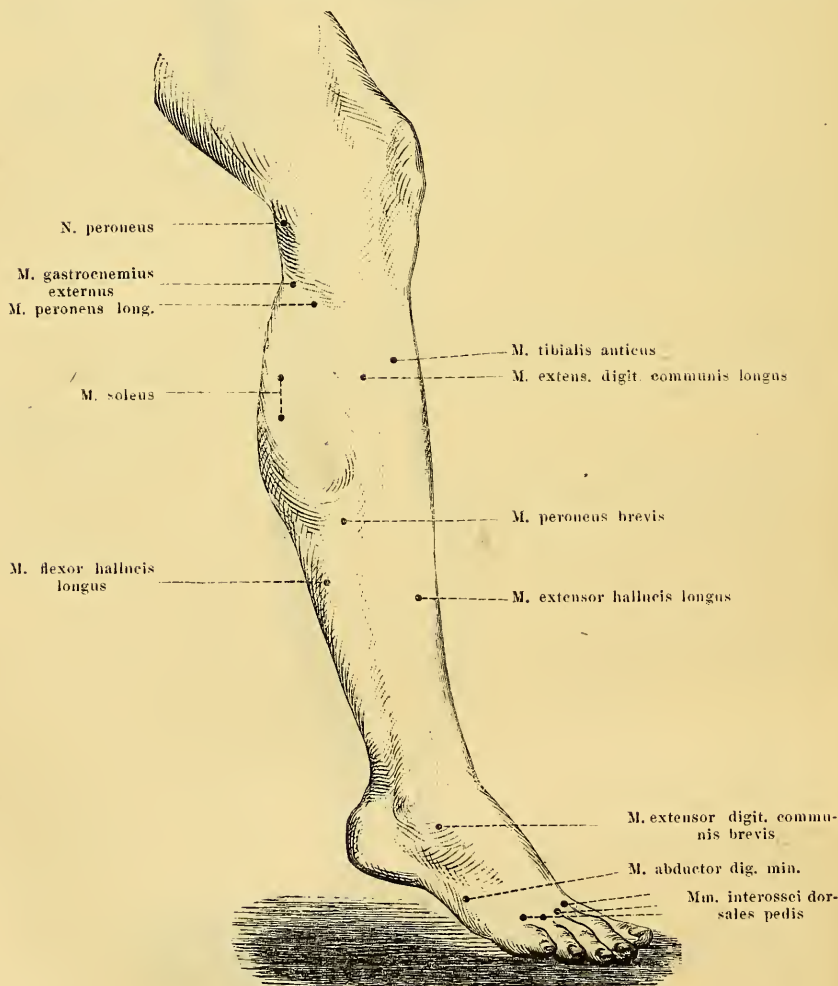 N. peroneus
M. gastrocnemius
externus
M. peroneus long.
M. soleus
M. flexor hallucis
longus
M. tibialis anticus
M. extens. digit. communis longus
M. peroneus brevis
M. extensor hallucis longus
M. extensor digit. commu-
nis brevis
M. abductor dig. min.
Mm. interossei dor-
sales pedis